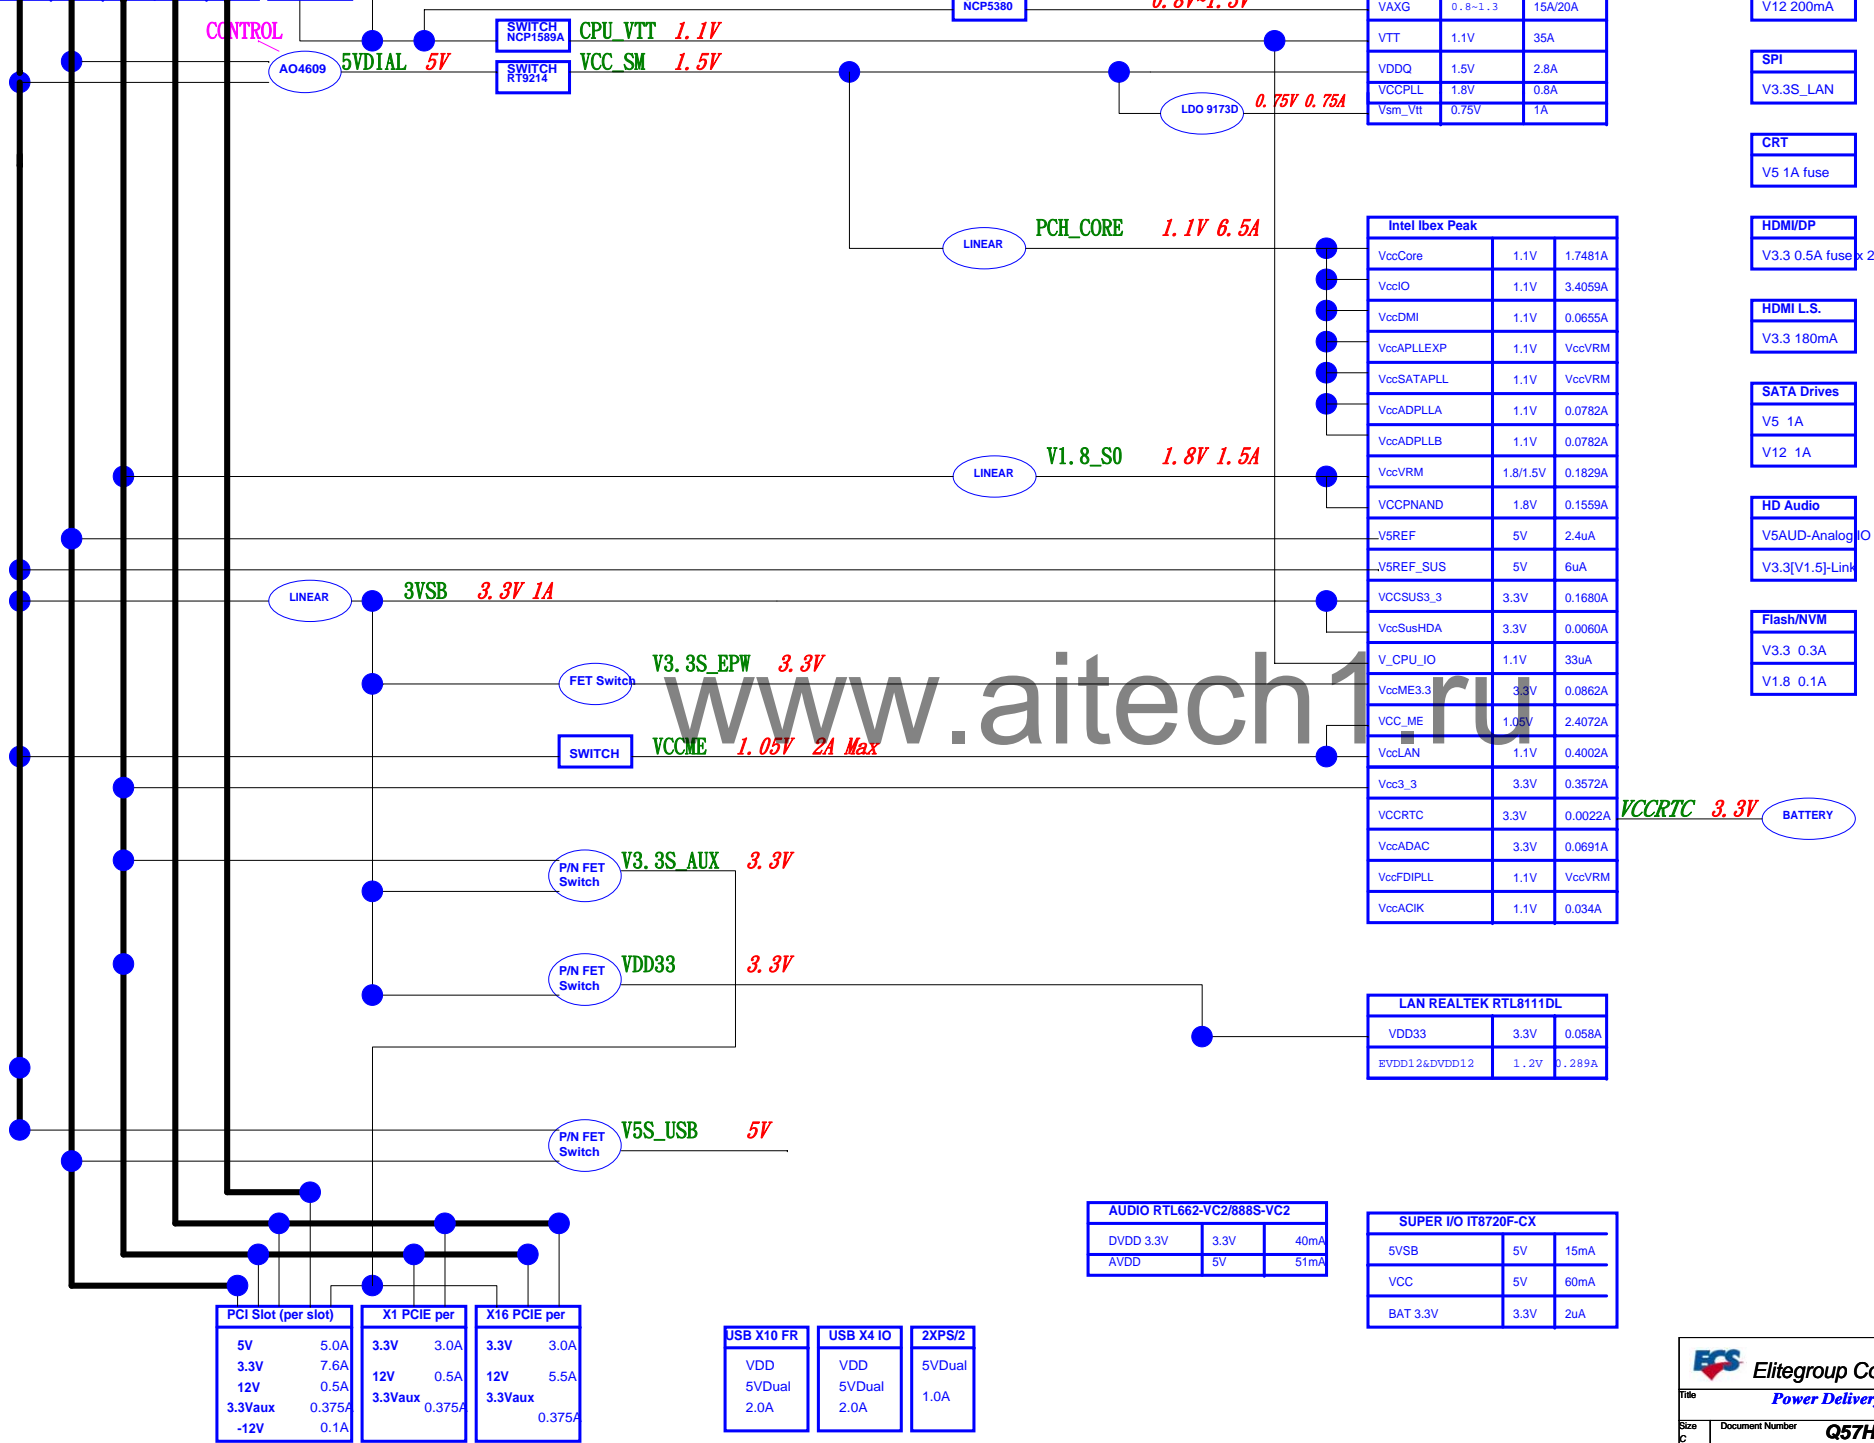 NCP5380
0.8V~1.3V
VAXG 0.8~1.3 15A/20A
V12 200mA
CONTROL
SWITCH
NCP1589A
CPU_VTT 1.1V
VTT 1.1V 35A
AO4609
5VDIAL 5V
SWITCH
RT9214
VCC_SM 1.5V
VDDQ 1.5V 2.8A
VCCPLL 1.8V 0.8A
LDO 9173D
0.75V 0.75A
Vsm_Vtt 0.75V 1A
SPI
V3.3S_LAN
CRT
V5 1A fuse
HDMI/DP
V3.3 0.5A fuse x 2
HDMI L.S.
V3.3 180mA
SATA Drives
V5 1A
V12 1A
HD Audio
V5AUD-Analog IO
V3.3[V1.5]-Link
Flash/NVM
V3.3 0.3A
V1.8 0.1A
LINEAR
PCH_CORE 1.1V 6.5A
Intel Ibex Peak
VccCore 1.1V 1.7481A
VccIO 1.1V 3.4059A
VccDMI 1.1V 0.0655A
VccAPLLEXP 1.1V VccVRM
VccSATAPLL 1.1V VccVRM
VccADPLLA 1.1V 0.0782A
VccADPLLB 1.1V 0.0782A
VccVRM 1.8/1.5V 0.1829A
VCCPNAND 1.8V 0.1559A
V5REF 5V 2.4uA
V5REF_SUS 5V 6uA
VCCSUS3_3 3.3V 0.1680A
VccSusHDA 3.3V 0.0060A
V_CPU_IO 1.1V 33uA
VccME3.3 3.3V 0.0862A
VCC_ME 1.05V 2.4072A
VccLAN 1.1V 0.4002A
Vcc3_3 3.3V 0.3572A
VCCRTC 3.3V 0.0022A
VccADAC 3.3V 0.0691A
VccFDIPLL 1.1V VccVRM
VccAClK 1.1V 0.034A
LINEAR
V1.8_S0 1.8V 1.5A
LINEAR
3VSB 3.3V 1A
FET Switch
V3.3S_EPW 3.3V
www.aitech1.ru
SWITCH
VCCME 1.05V 2A Max
VCCRTC 3.3V
BATTERY
P/N FET
Switch
V3.3S_AUX 3.3V
P/N FET
Switch
VDD33 3.3V
LAN REALTEK RTL8111DL
VDD33 3.3V 0.058A
EVDD12&DVDD12 1.2V 0.289A
P/N FET
Switch
V5S_USB 5V
AUDIO RTL662-VC2/888S-VC2
DVDD 3.3V 3.3V 40mA
AVDD 5V 51mA
SUPER I/O IT8720F-CX
5VSB 5V 15mA
VCC 5V 60mA
BAT 3.3V 3.3V 2uA
PCI Slot (per slot)
5V 5.0A
3.3V 7.6A
12V 0.5A
3.3Vaux 0.375A
-12V 0.1A
X1 PCIE per
3.3V 3.0A
12V 0.5A
3.3Vaux
0.375A
X16 PCIE per
3.3V 3.0A
12V 5.5A
3.3Vaux
0.375A
USB X10 FR
VDD
5VDual
2.0A
USB X4 IO
VDD
5VDual
2.0A
2XPS/2
5VDual
1.0A
ECS Elitegroup Co
Title
Power Deliver
Size
C
Document Number
Q57H